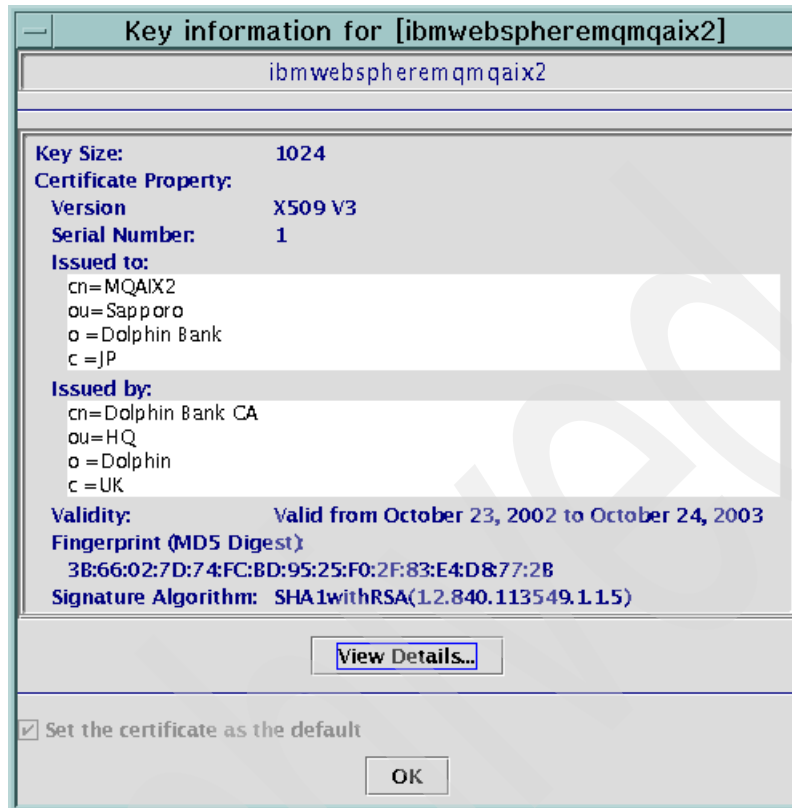 Key information for [ibmwebspheremqmqaix2]
ibmwebspheremqmqaix2
Key Size: 1024
Certificate Property:
Version X509 V3
Serial Number: 1
Issued to:
cn=MQAIX2
ou=Sapporo
o =Dolphin Bank
c =JP
Issued by:
cn=Dolphin Bank CA
ou=HQ
o =Dolphin
c =UK
Validity: Valid from October 23, 2002 to October 24, 2003
Fingerprint (MD5 Digest):
3B:66:02:7D:74:FC:BD:95:25:F0:2F:83:E4:D8:77:2B
Signature Algorithm: SHA1withRSA(1.2.840.113549.1.1.5)
View Details...
Set the certificate as the default
OK